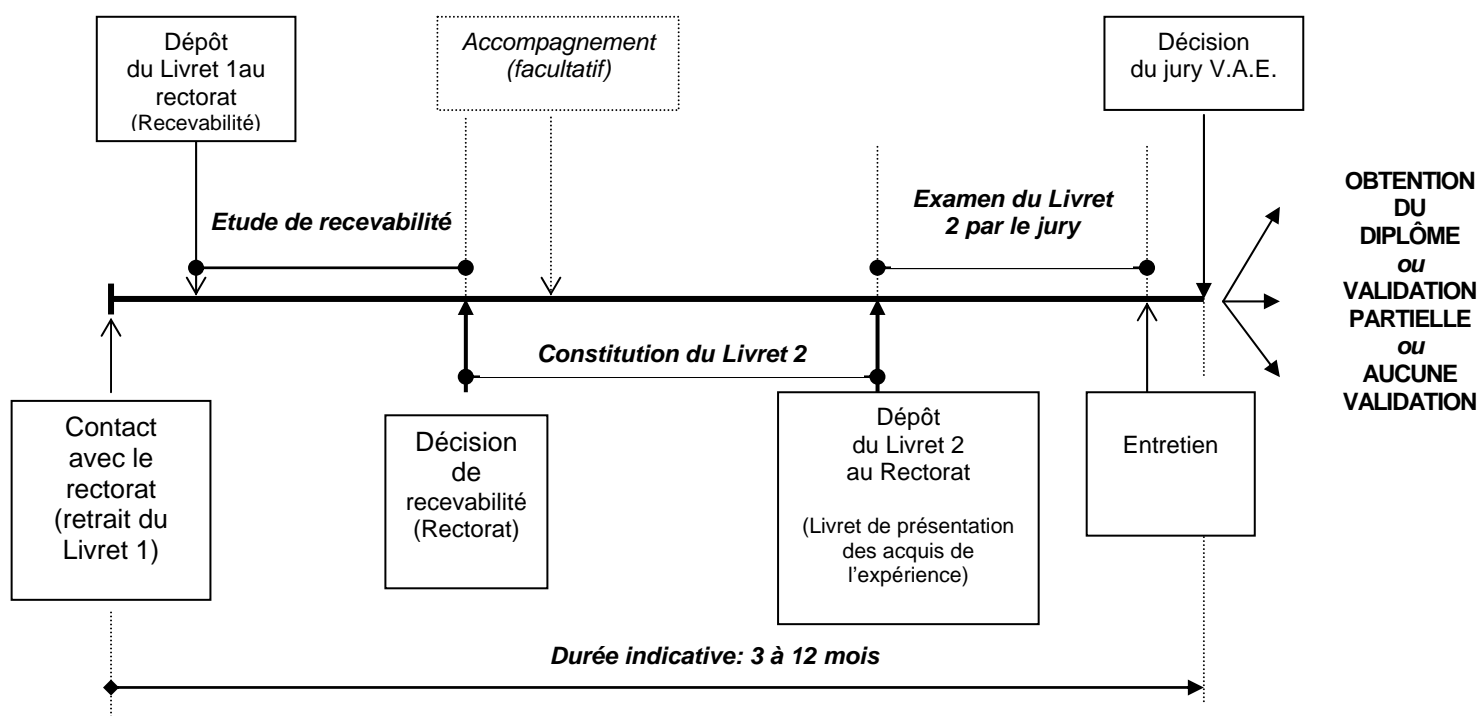 Dépôt
du Livret 1au
rectorat
(Recevabilité)
Accompagnement
(facultatif)
Décision
du jury V.A.E.
Etude de recevabilité
Examen du Livret
2 par le jury
OBTENTION
DU
DIPLÔME
ou
VALIDATION
PARTIELLE
ou
AUCUNE
VALIDATION
Constitution du Livret 2
Contact
avec le
rectorat
(retrait du
Livret 1)
Décision
de
recevabilité
(Rectorat)
Dépôt
du Livret 2
au Rectorat
(Livret de présentation
des acquis de
l’expérience)
Entretien
Durée indicative: 3 à 12 mois